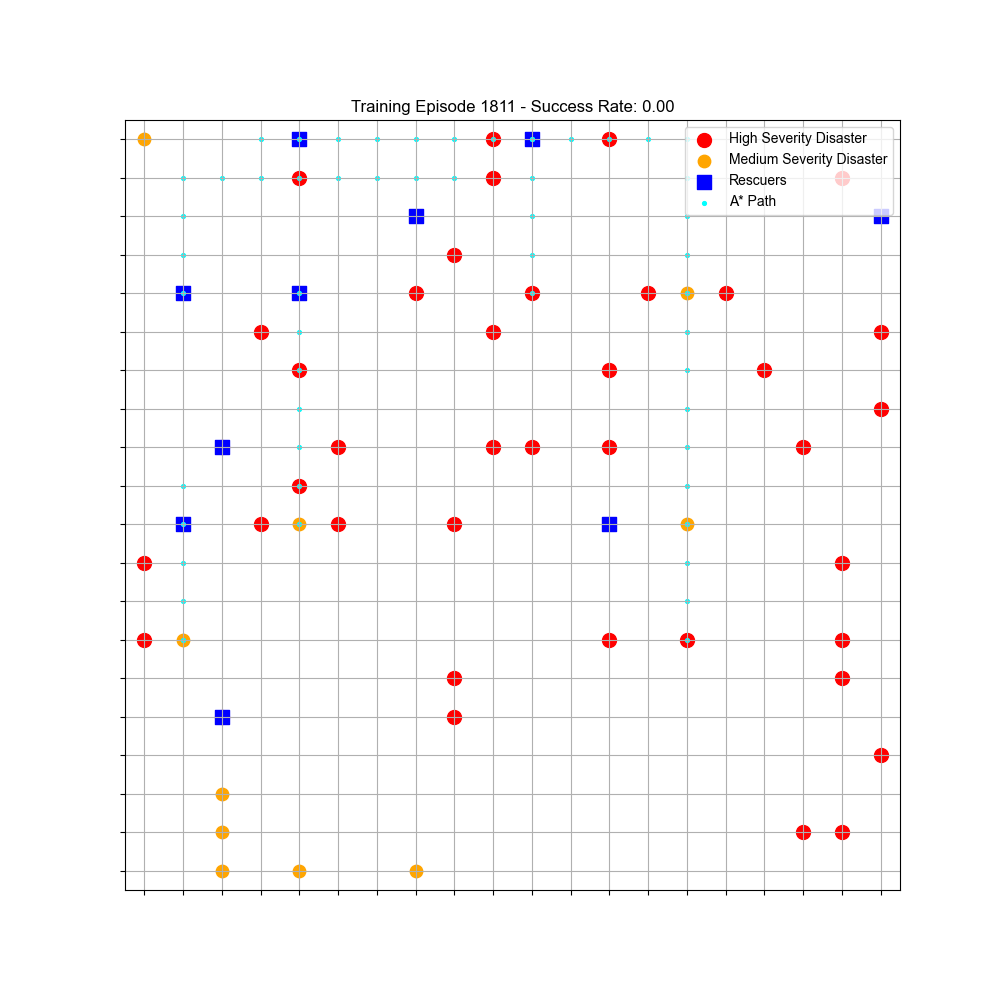 Training Episode 1811 - Success Rate: 0.00
High Severity Disaster
Medium Severity Disaster
Rescuers
A* Path